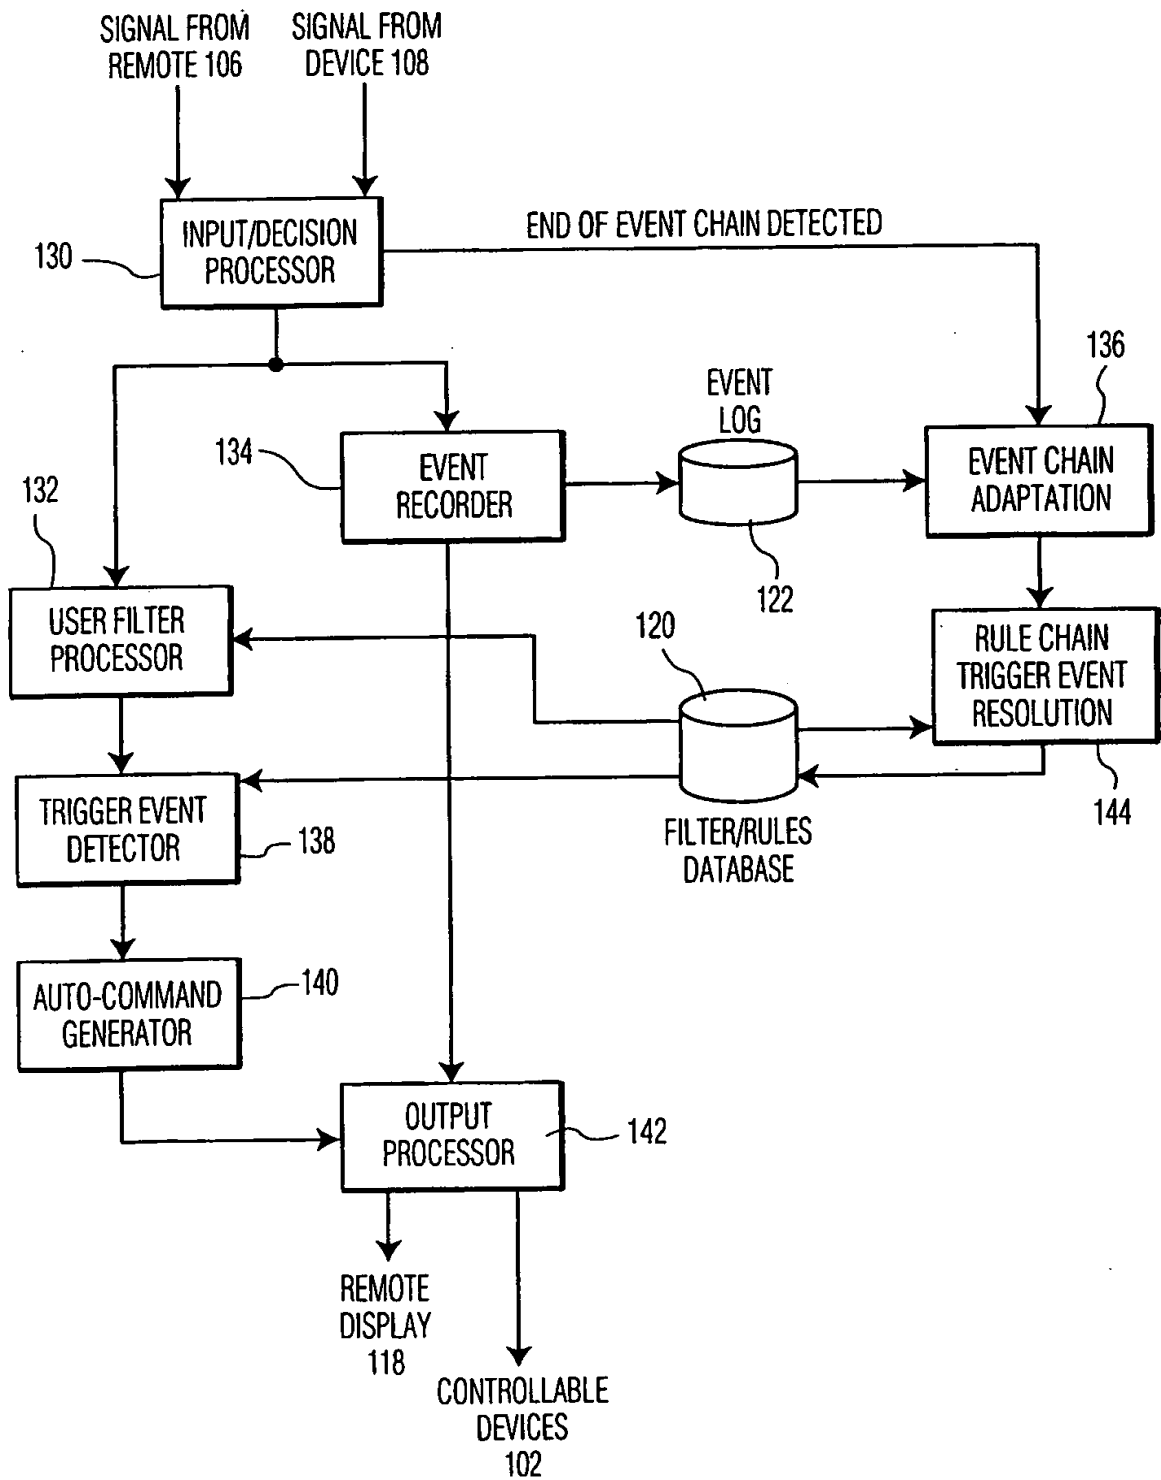 SIGNAL FROM
REMOTE 106
SIGNAL FROM
DEVICE 108
INPUT/DECISION
PROCESSOR
130
END OF EVENT CHAIN DETECTED
136
EVENT
LOG
134
EVENT
RECORDER
EVENT CHAIN
ADAPTATION
132
122
USER FILTER
PROCESSOR
120
RULE CHAIN
TRIGGER EVENT
RESOLUTION
144
TRIGGER EVENT
DETECTOR
138
FILTER/RULES
DATABASE
AUTO-COMMAND
GENERATOR
140
OUTPUT
PROCESSOR
142
REMOTE
DISPLAY
118
CONTROLLABLE
DEVICES
102